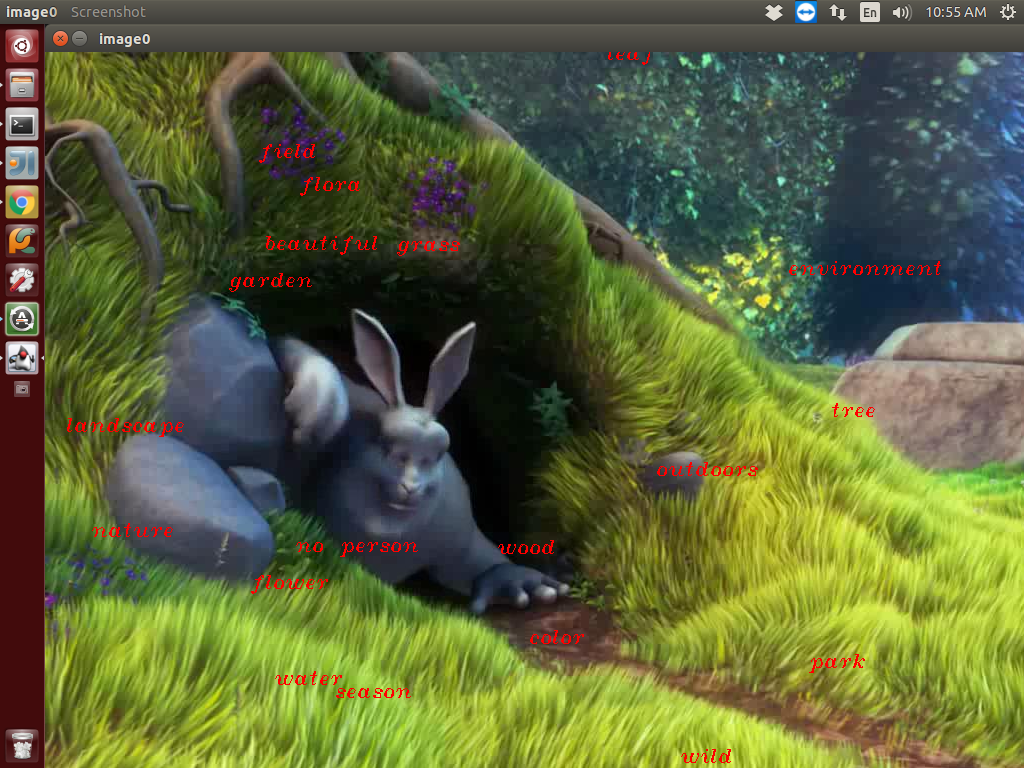 image0 Screenshot En 10:55 AM
image0
leaf
field
flora
beautiful grass
environment
garden
tree
landscape
outdoors
nature
no person wood
flower
color
park
water
season
wild